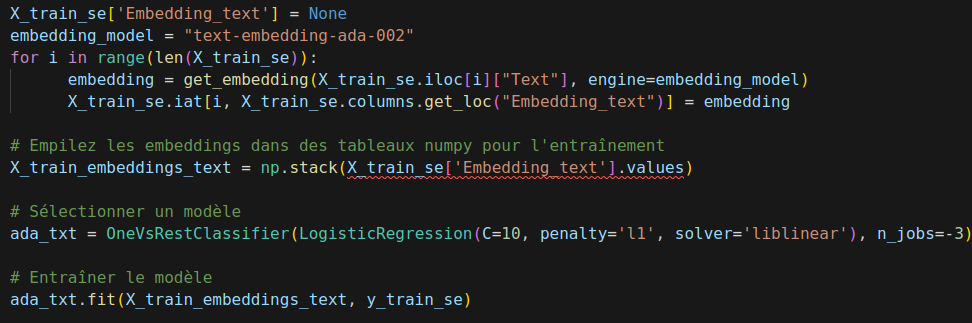 X_train_se['Embedding_text'] = None
embedding_model = "text-embedding-ada-002"
for i in range(len(X_train_se)):
      embedding = get_embedding(X_train_se.iloc[i]["Text"], engine=embedding_model)
      X_train_se.iat[i, X_train_se.columns.get_loc("Embedding_text")] = embedding

# Empilez les embeddings dans des tableaux numpy pour l'entraînement
X_train_embeddings_text = np.stack(X_train_se['Embedding_text'].values)

# Sélectionner un modèle
ada_txt = OneVsRestClassifier(LogisticRegression(C=10, penalty='l1', solver='liblinear'), n_jobs=-3)

# Entraîner le modèle
ada_txt.fit(X_train_embeddings_text, y_train_se)